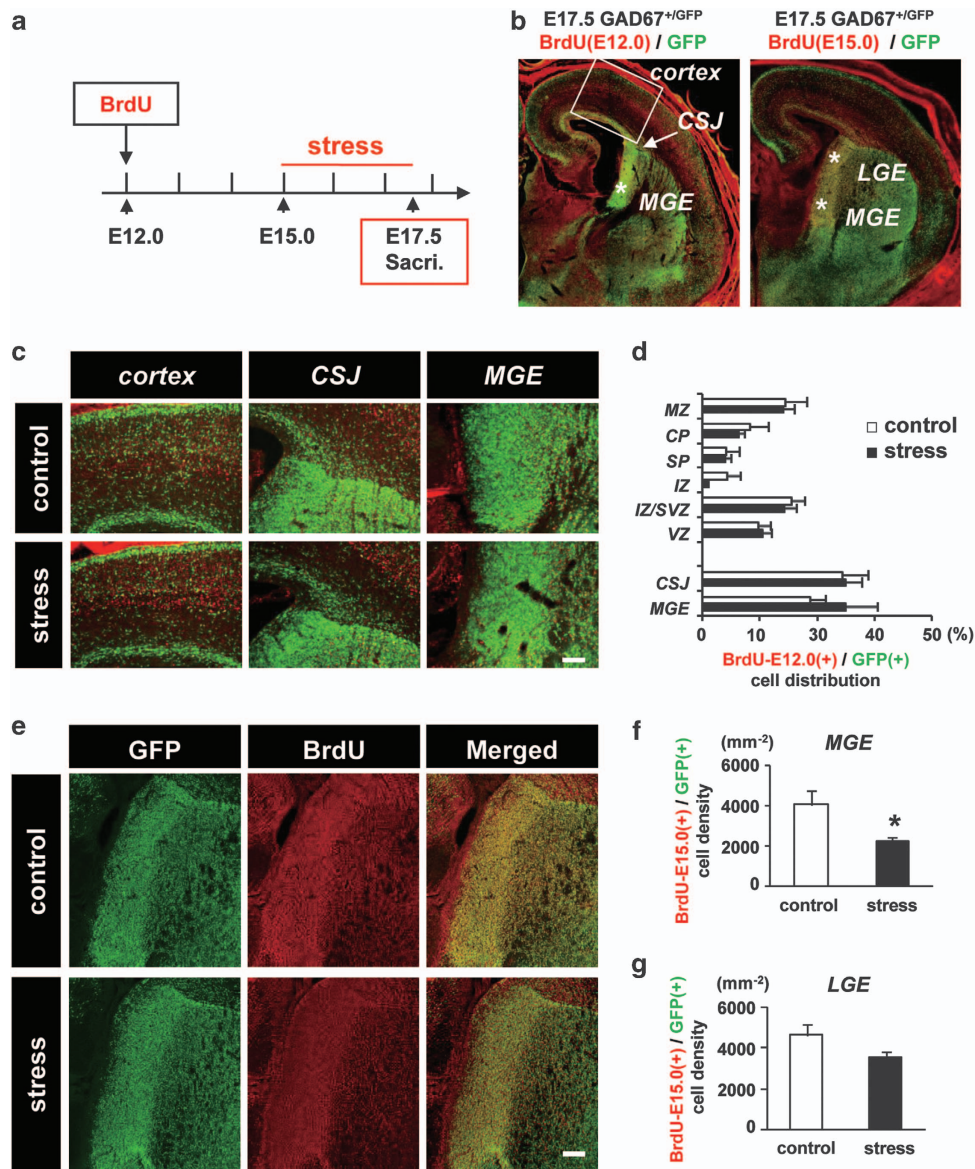 a
BrdU
stress
E12.0
E15.0
E17.5
Sacri.
b
E17.5 GAD67+/GFP
BrdU(E12.0) / GFP
cortex
CSJ
*
MGE
E17.5 GAD67+/GFP
BrdU(E15.0) / GFP
*
LGE
*
MGE
c
cortex
CSJ
MGE
control
stress
d
MZ
CP
SP
IZ
IZ/SVZ
VZ
CSJ
MGE
control
stress
0 10 30 40 50 (%)
BrdU-E12.0(+) / GFP(+)
cell distribution
e
GFP
BrdU
Merged
control
stress
f
(mm-2)
MGE
BrdU-E15.0(+) / GFP(+)
cell density
6000
4000
2000
0
*
control
stress
g
(mm-2)
LGE
BrdU-E15.0(+) / GFP(+)
cell density
6000
4000
2000
0
control
stress